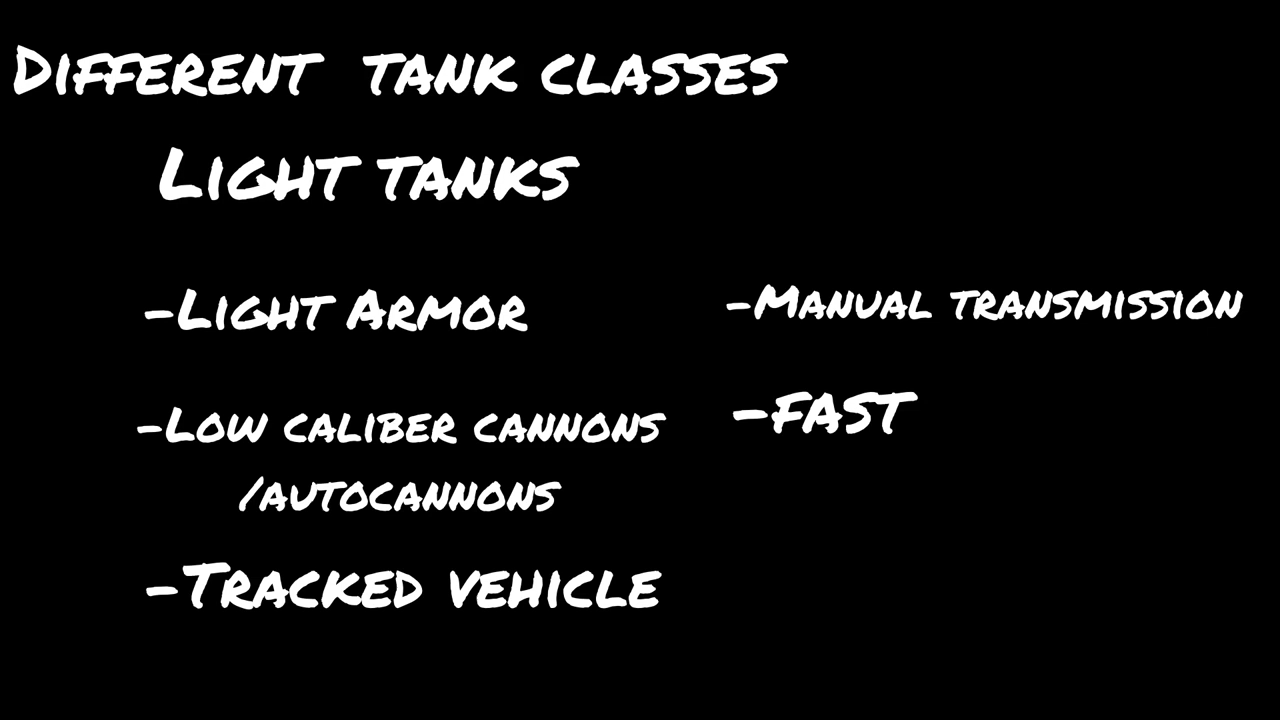 Different tank classes
Light tanks
-Light Armor
-Low caliber cannons
/autocannons
-Tracked vehicle
-Manual transmission
-fast